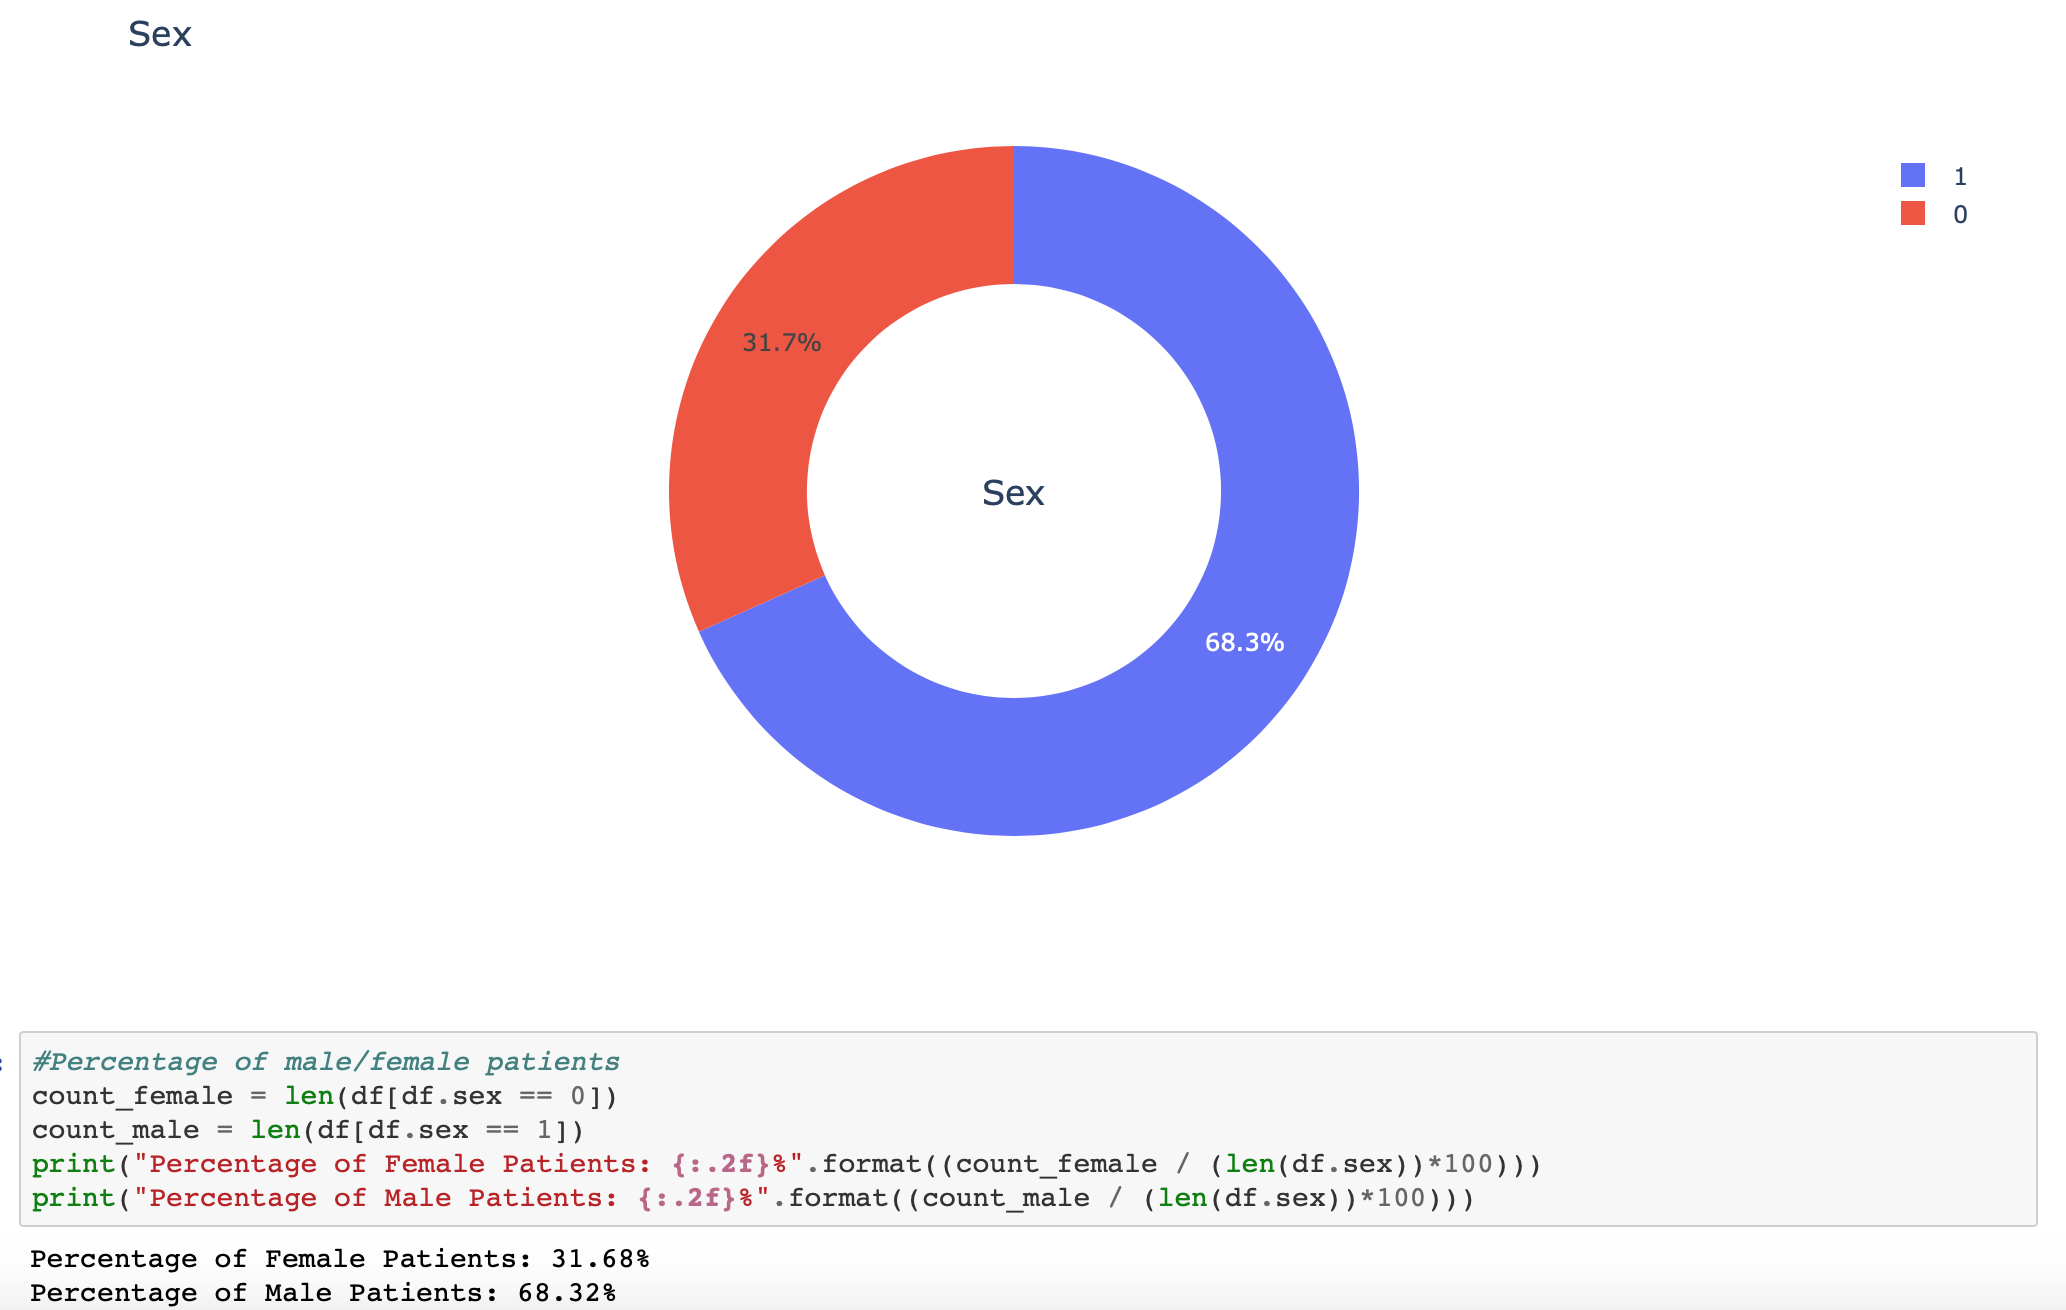 Sex
1
0
31.7%
Sex
68.3%
:
#Percentage of male/female patients
count_female = len(df[df.sex == 0])
count_male = len(df[df.sex == 1])
print("Percentage of Female Patients: {:.2f}%".format((count_female / (len(df.sex))*100)))
print("Percentage of Male Patients: {:.2f}%".format((count_male / (len(df.sex))*100)))
Percentage of Female Patients: 31.68%
Percentage of Male Patients: 68.32%